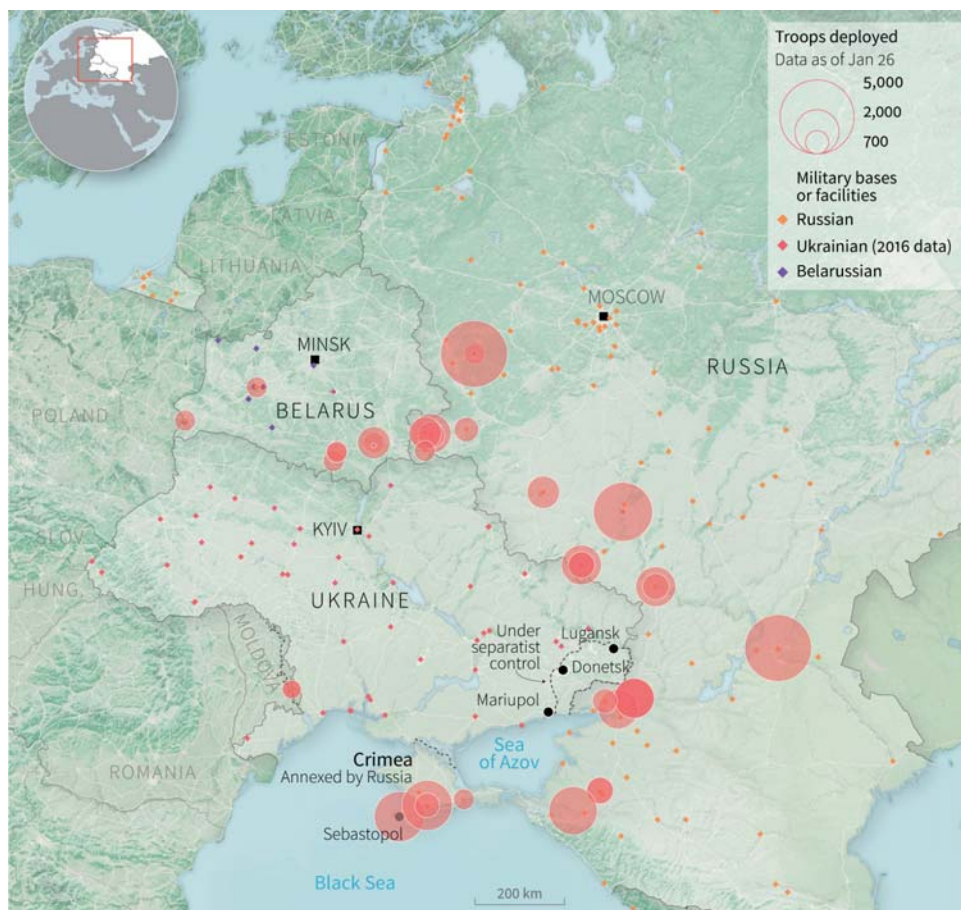 Troops deployed
Data as of Jan 26
5,000
2,000
700
Military bases
or facilities
Russian
Ukrainian (2016 data)
Belarussian
ESTONIA
LATVIA
LITHUANIA
MOSCOW
MINSK
RUSSIA
BELARUS
POLAND
KYIV
SLOV.
HUNG.
UKRAINE
MOLDOVA
Under
separatist
control
Lugansk
Donetsk
Mariupol
Sea
of Azov
Crimea
Annexed by Russia
ROMANIA
Sebastopol
Black Sea
200 km